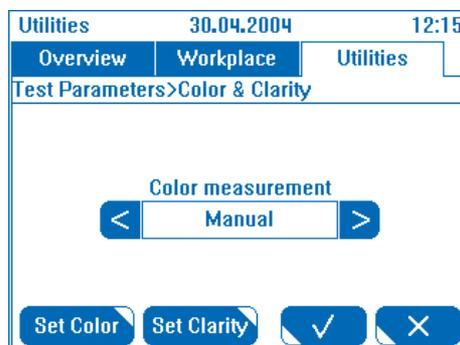 Utilities 30.04.2004 12:15
Overview Workplace Utilities
Test Parameters>Color & Clarity
Color measurement
< Manual >
Set Color Set Clarity ✓ ✕